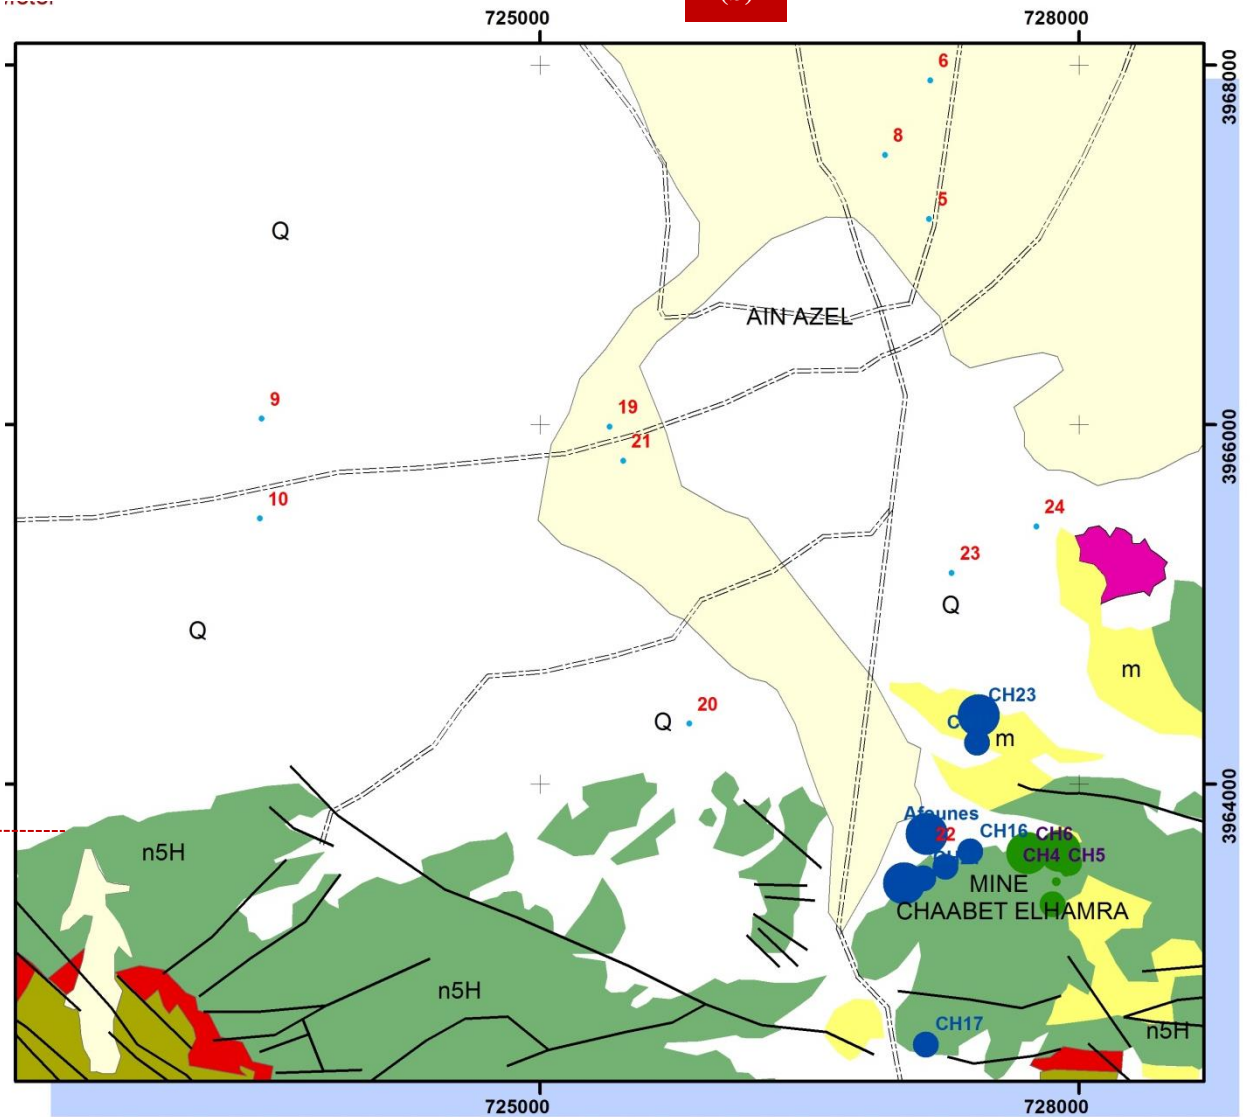 725000
728000
6
3968000
8
5
Q
AIN AZEL
9
19
21
3966000
10
24
23
Q
Q
m
CH23
20
Q
m
3964000
Afounes
22
CH16
CH6
n5H
CH4
CH5
MINE
CHAABET ELHAMRA
n5H
CH17
n5H
725000
728000